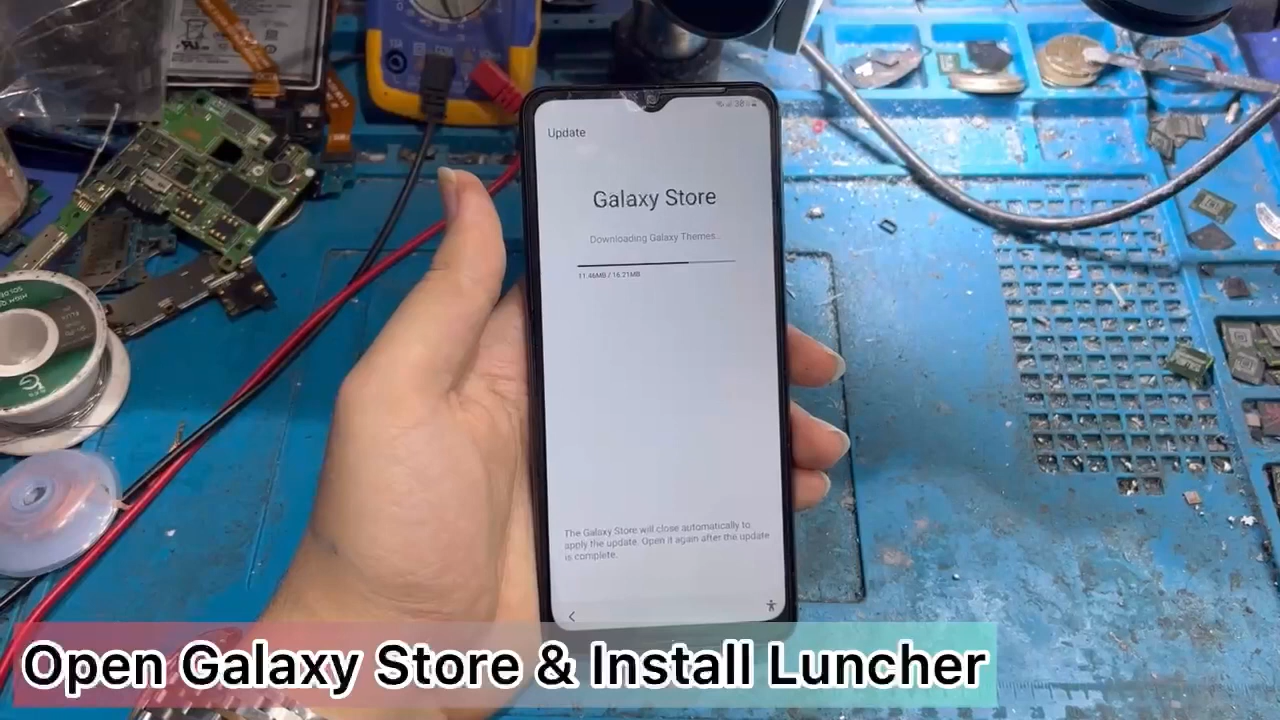 38%
Update
Galaxy Store
Downloading Galaxy Themes...
11.46MB / 16.21MB
The Galaxy Store will close automatically to
apply the update. Open it again after the update
is complete.
Open Galaxy Store & Install Luncher